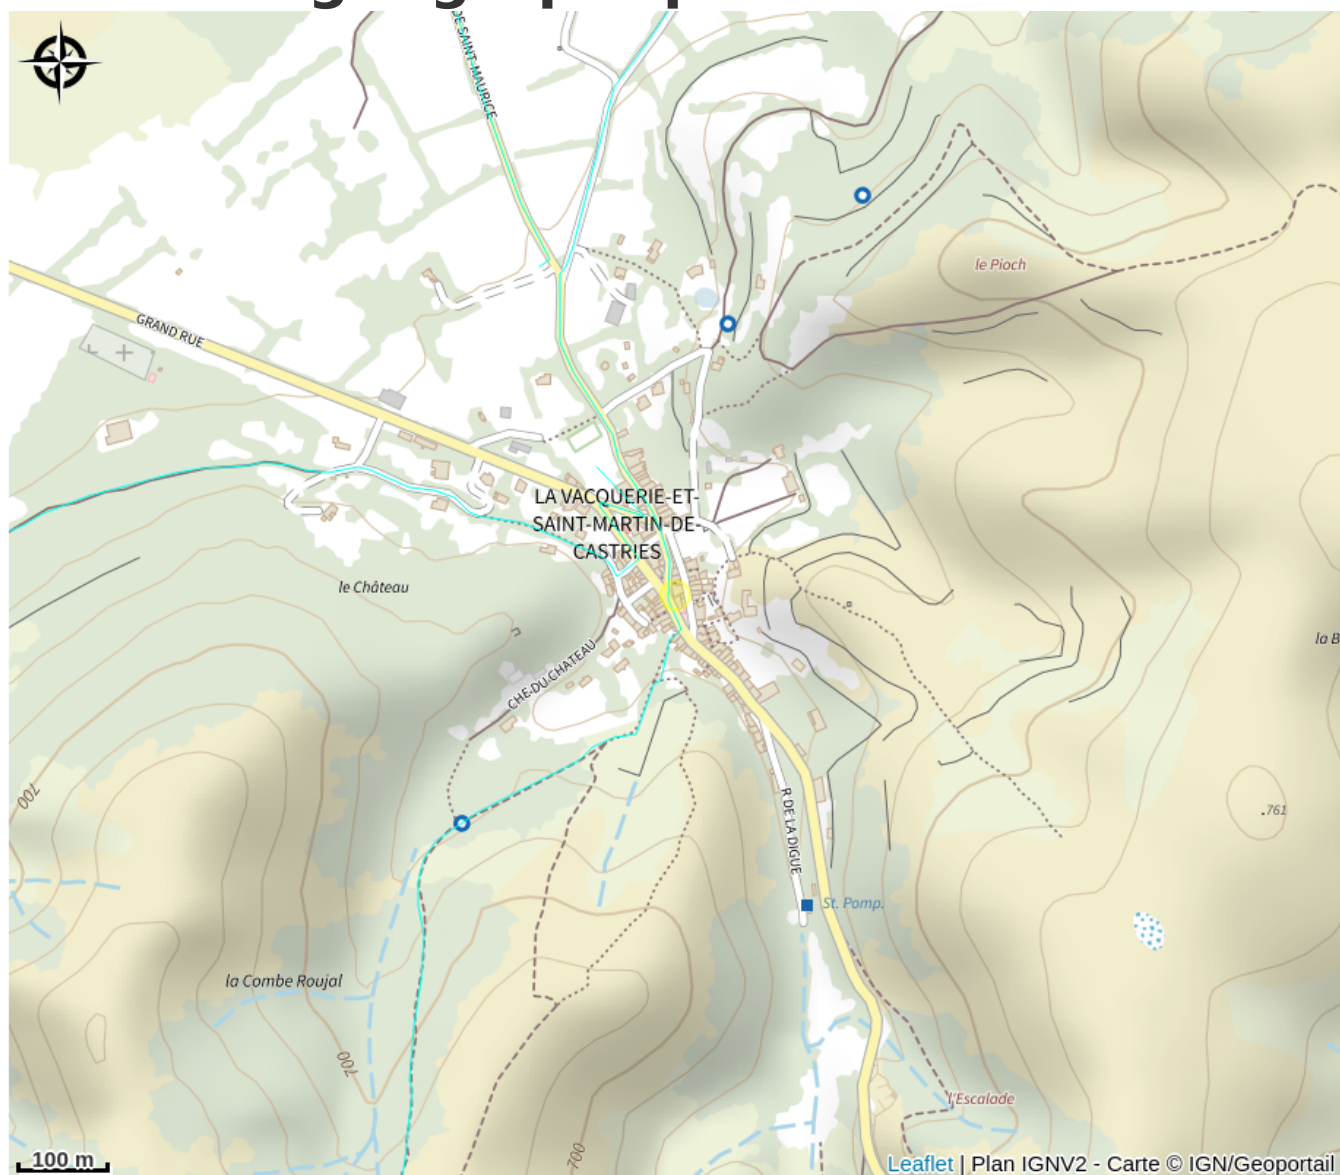 DE SAINT-MAURICE
le Pioch
GRAND RUE
LA VACQUERIE-ET-
SAINT-MARTIN-DE-
CASTRIES
le Château
la B
CHE DU CHATEAU
700
R DE LA DIGUE
.761
St. Pomp.
la Combe Roujal
700
l'Escalade
700
100 m
Leaflet | Plan IGNV2 - Carte © IGN/Geoportail